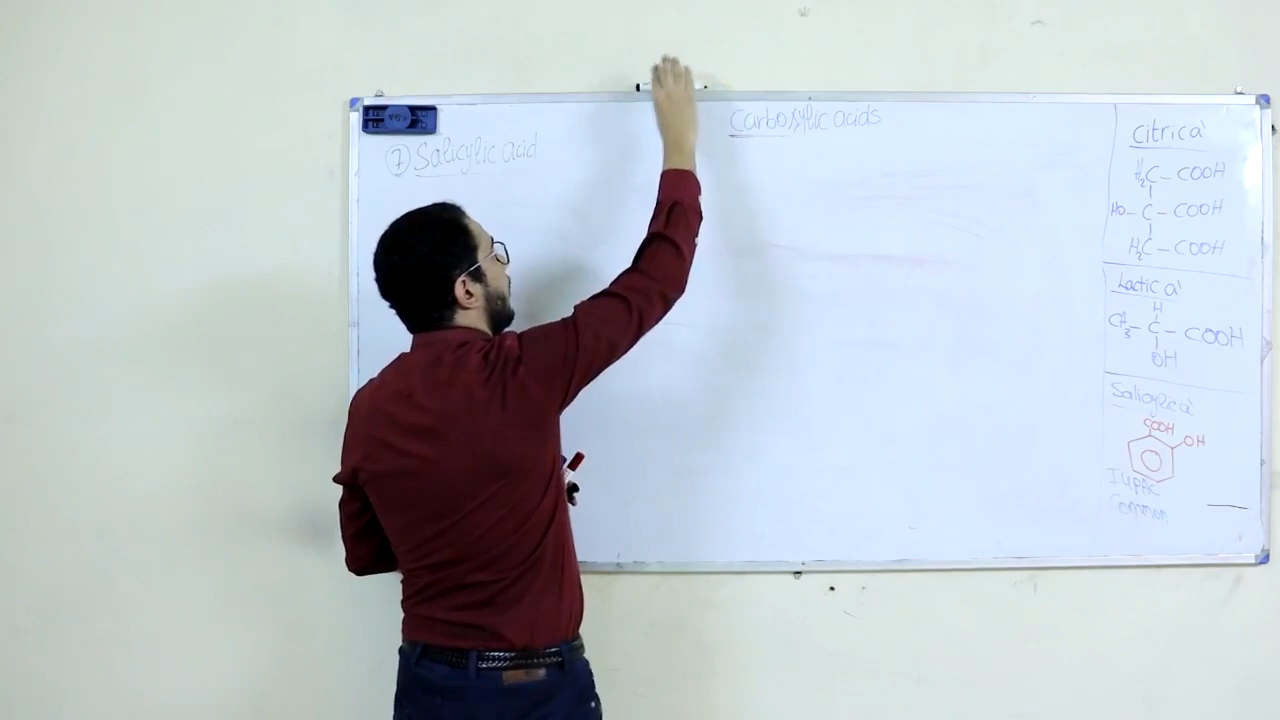 Carboxylic acids
⑦ Salicylic acid
Citric a
H₂C – COOH
HO – C – COOH
H₂C – COOH
Lactic a
H
CH₃ – C – COOH
OH
Salicylic a
COOH
OH
IUPAC
Common